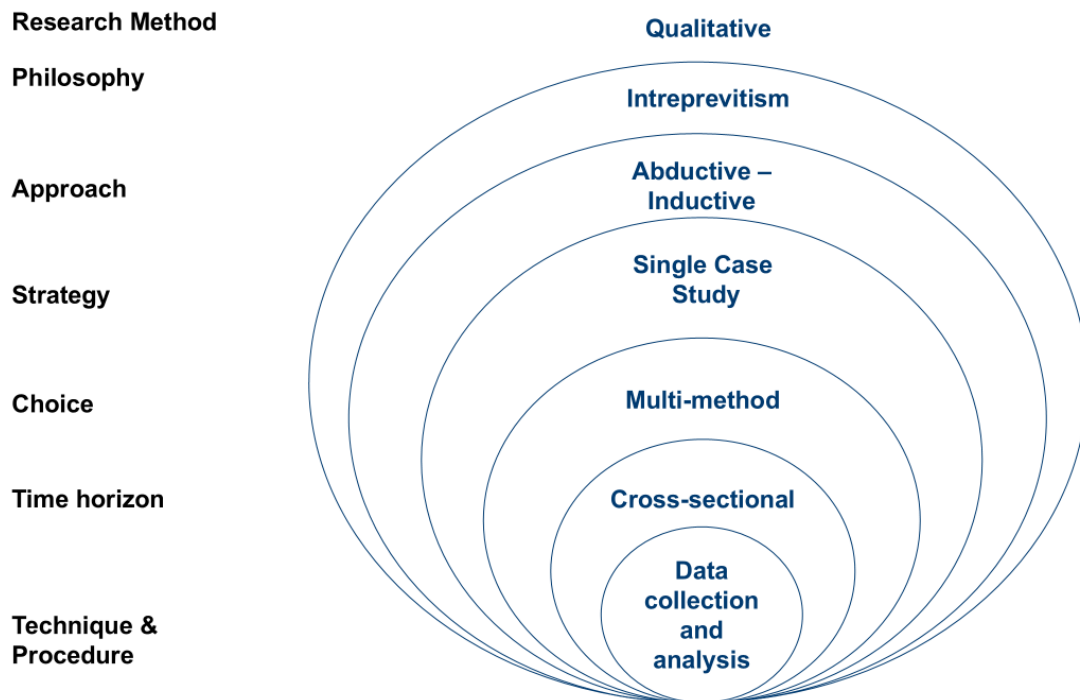 Research Method
Qualitative
Philosophy
Intreprevitism
Approach
Abductive –
Inductive
Strategy
Single Case
Study
Choice
Multi-method
Time horizon
Cross-sectional
Technique &
Procedure
Data
collection
and
analysis